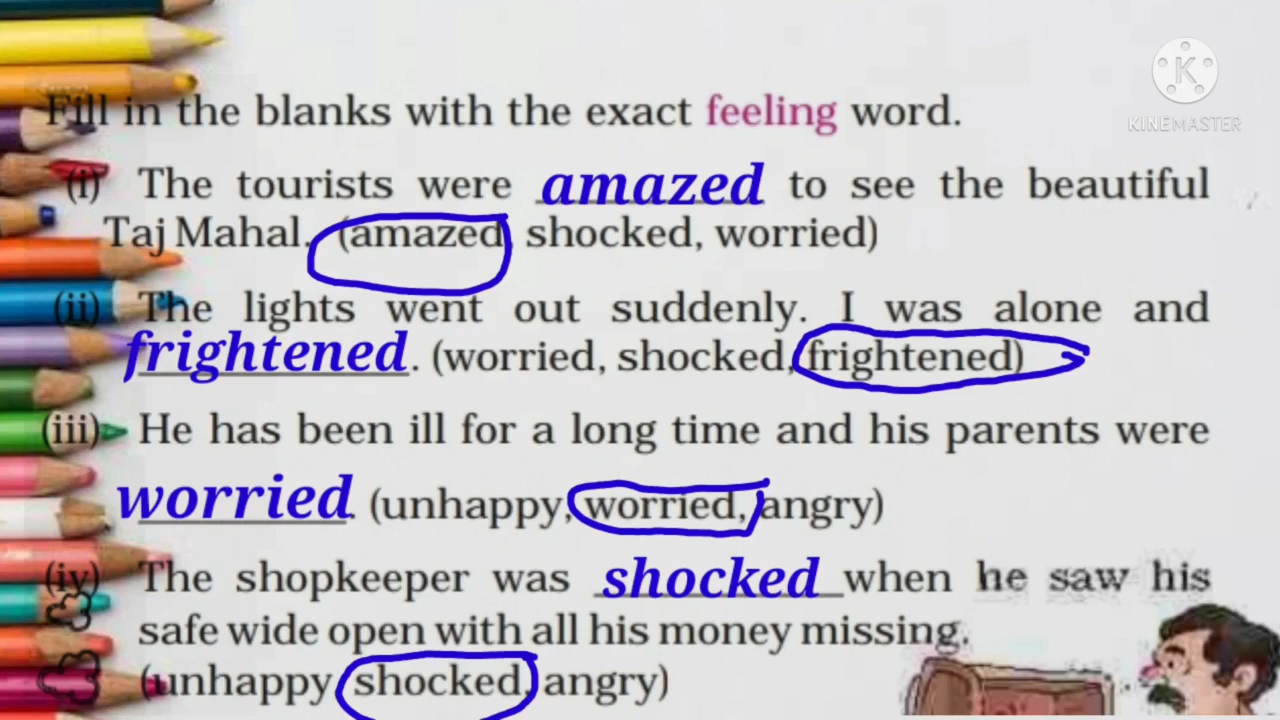 KINEMASTER
Fill in the blanks with the exact feeling word.
(i) The tourists were amazed to see the beautiful
Taj Mahal. (amazed, shocked, worried)
(ii) The lights went out suddenly. I was alone and
frightened. (worried, shocked, frightened)
(iii) He has been ill for a long time and his parents were
worried. (unhappy, worried, angry)
(iv) The shopkeeper was shocked when he saw his
safe wide open with all his money missing.
(unhappy, shocked, angry)